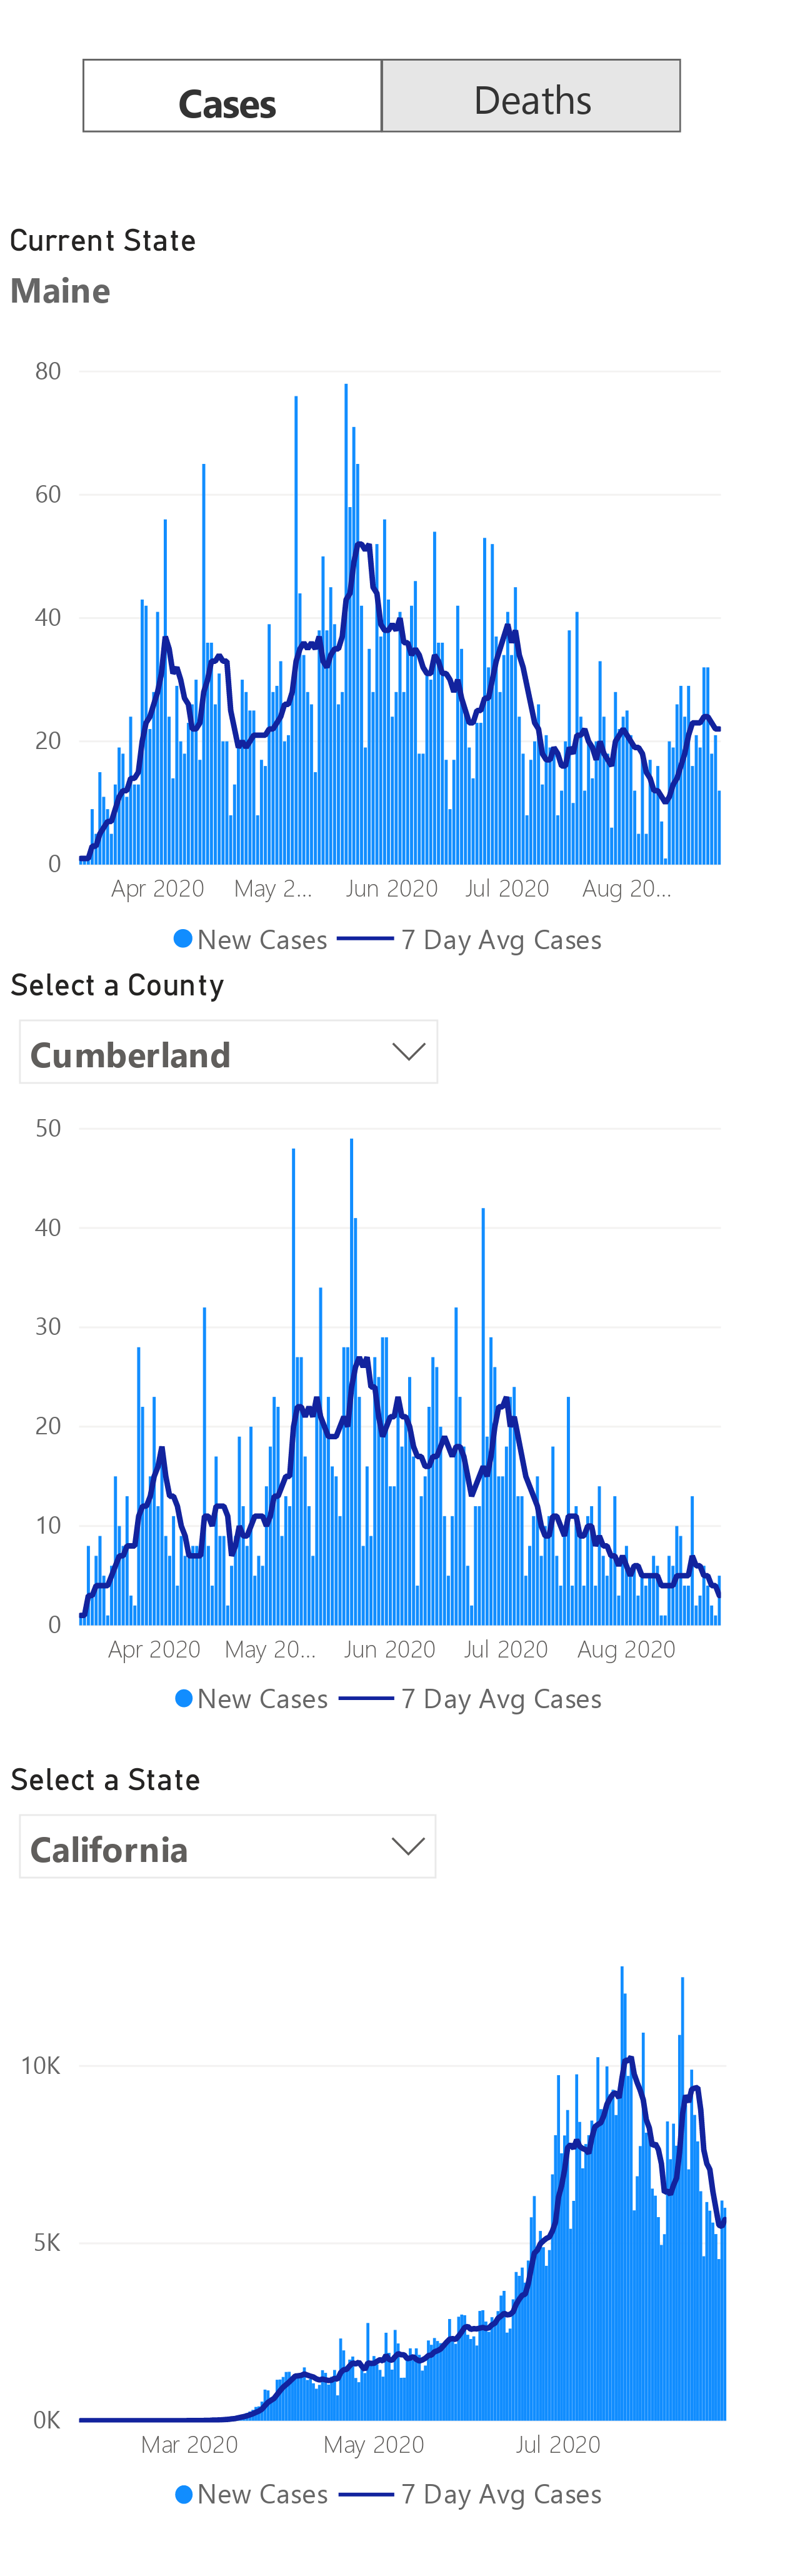 Cases Deaths
Current State
Maine
80
60
40
20
0
Apr 2020 May 2... Jun 2020 Jul 2020 Aug 20...
New Cases 7 Day Avg Cases
Select a County
Cumberland
50
40
30
20
10
0
Apr 2020 May 20... Jun 2020 Jul 2020 Aug 2020
New Cases 7 Day Avg Cases
Select a State
California
10K
5K
0K
Mar 2020 May 2020 Jul 2020
New Cases 7 Day Avg Cases